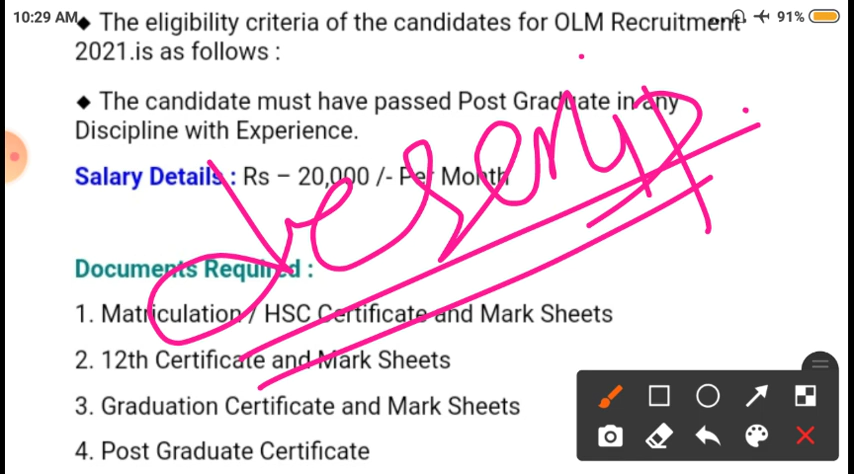 10:29 AM
91%
◆ The eligibility criteria of the candidates for OLM Recruitment
2021.is as follows :
◆ The candidate must have passed Post Graduate in any
Discipline with Experience.
Salary Details : Rs – 20,000 /- Per Month
Documents Required :
1. Matriculation / HSC Certificate and Mark Sheets
2. 12th Certificate and Mark Sheets
3. Graduation Certificate and Mark Sheets
4. Post Graduate Certificate